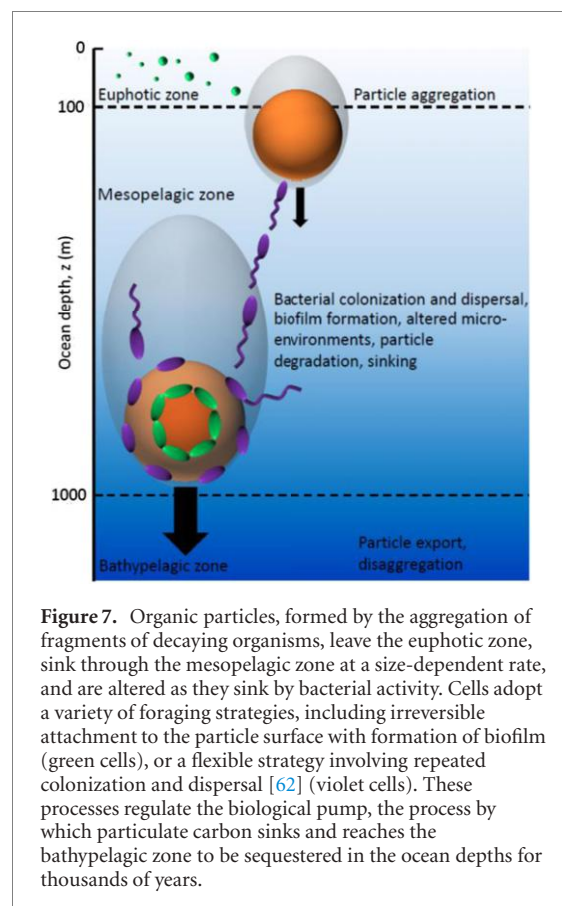 0
Euphotic zone
Particle aggregation
100
Mesopelagic zone
Ocean depth, z (m)
Bacterial colonization and dispersal,
biofilm formation, altered micro-
environments, particle
degradation, sinking
1000
Particle export,
disaggregation
Bathypelagic zone
Figure 7. Organic particles, formed by the aggregation of
fragments of decaying organisms, leave the euphotic zone,
sink through the mesopelagic zone at a size-dependent rate,
and are altered as they sink by bacterial activity. Cells adopt
a variety of foraging strategies, including irreversible
attachment to the particle surface with formation of biofilm
(green cells), or a flexible strategy involving repeated
colonization and dispersal [62] (violet cells). These
processes regulate the biological pump, the process by
which particulate carbon sinks and reaches the
bathypelagic zone to be sequestered in the ocean depths for
thousands of years.